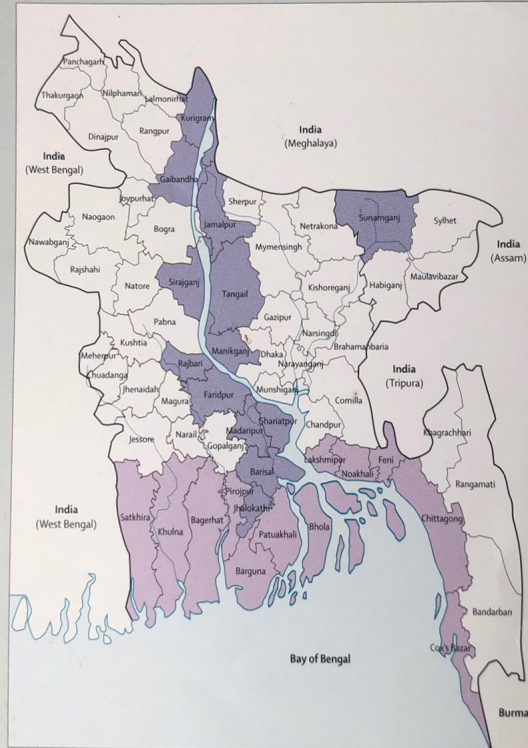 Panchagarh
Thakurgaon
Nilphamari
Lalmonirhat
Kurigram
Dinajpur
Rangpur
India
(West Bengal)
India
(Meghalaya)
Gaibandha
Joypurhat
Naogaon
Bogra
Jamalpur
Sherpur
Netrakona
Sunamganj
Sylhet
Mymensingh
Nawabganj
India
(Assam)
Rajshahi
Natore
Sirajganj
Tangail
Kishoreganj
Habiganj
Maulavibazar
Pabna
Gazipur
Narsingdi
Kushtia
Meherpur
Manikganj
Dhaka
Brahamanbaria
Narayanganj
Rajbari
Chuadanga
Jhenaidah
Magura
Faridpur
Munshiganj
Comilla
India
(Tripura)
Shariatpur
Chandpur
Madaripur
Narail
Gopalganj
Jessore
Khagrachhari
Lakshmipur
Feni
Noakhali
Barisal
Rangamati
Pirojpur
Jhalokathi
India
(West Bengal)
Satkhira
Khulna
Bagerhat
Patuakhali
Bhola
Chittagong
Barguna
Bandarban
Cox's Bazar
Bay of Bengal
Burma